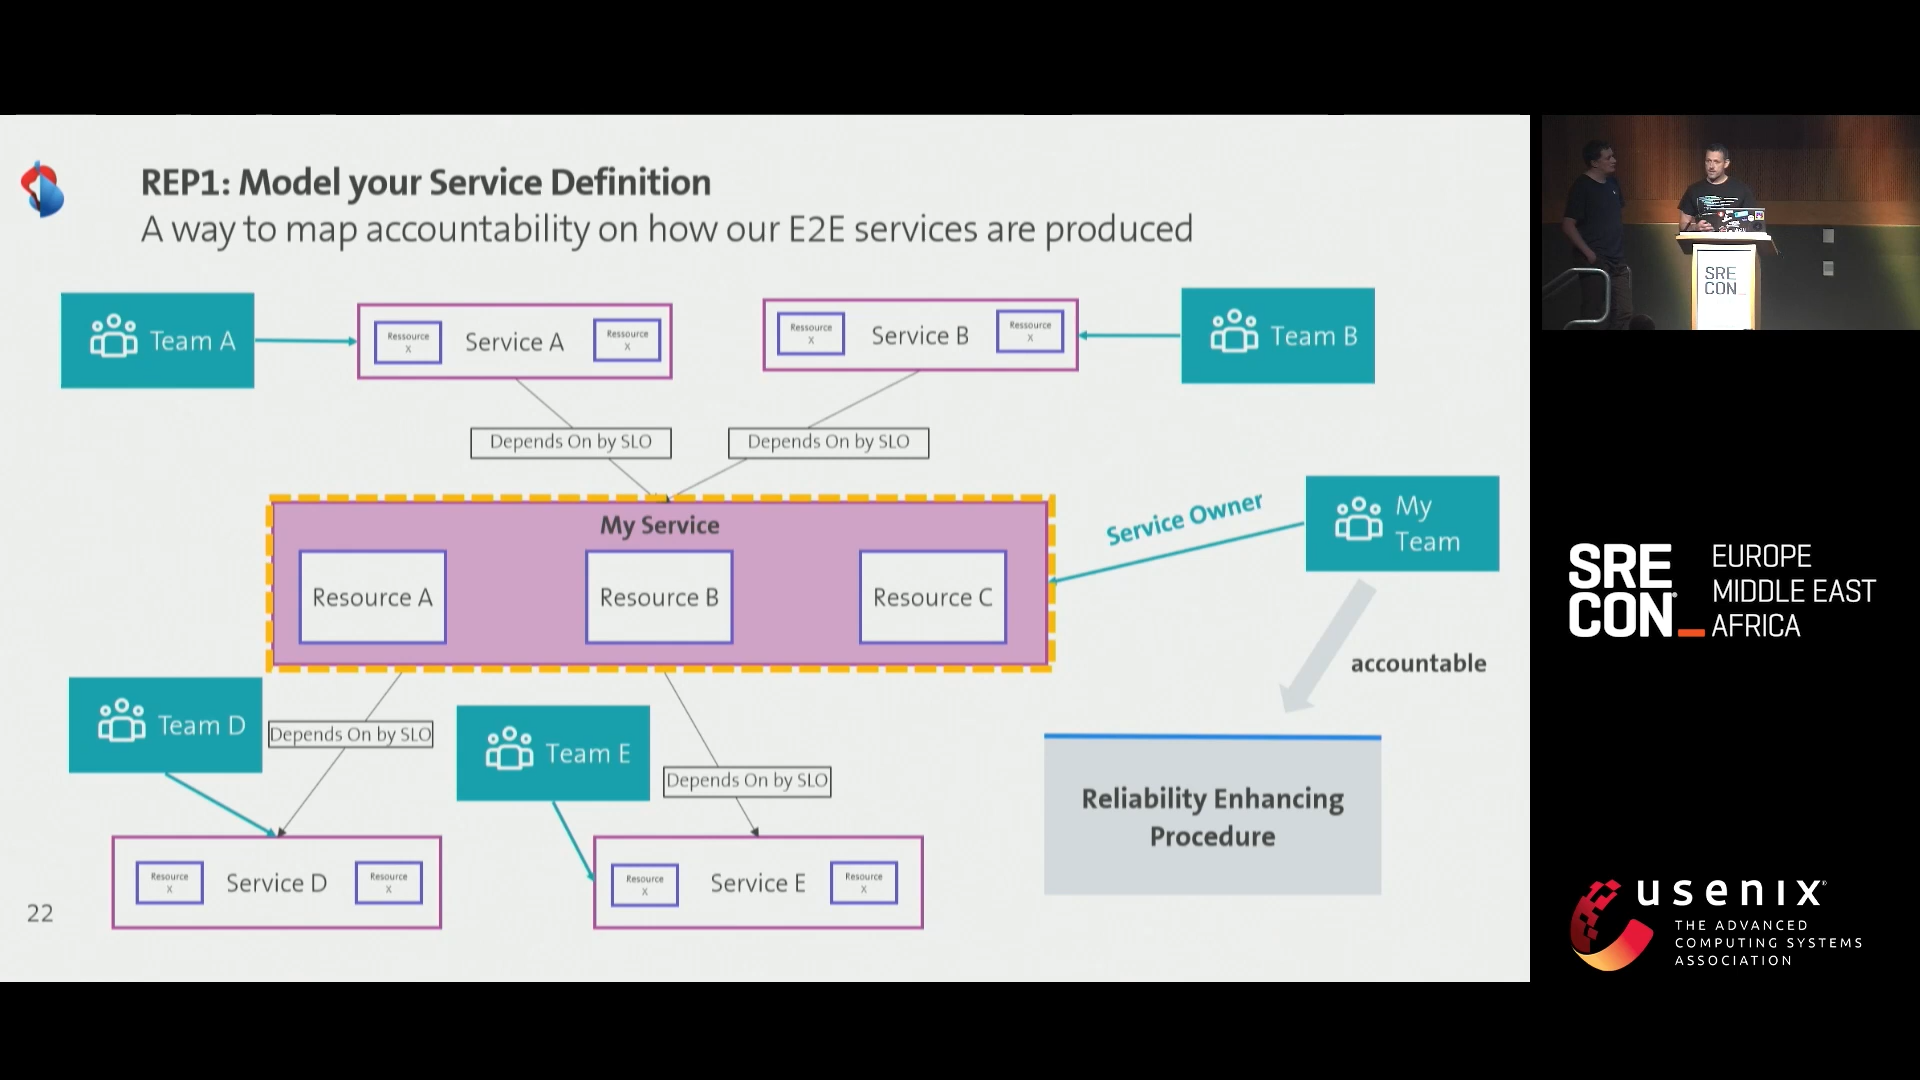 REP1: Model your Service Definition
A way to map accountability on how our E2E services are produced
Team A
Ressource
X
Service A
Ressource
X
Ressource
X
Service B
Ressource
X
Team B
Depends On by SLO
Depends On by SLO
My Service
Resource A
Resource B
Resource C
Service Owner
My
Team
accountable
Team D
Depends On by SLO
Team E
Depends On by SLO
Reliability Enhancing
Procedure
Resource
X
Service D
Resource
X
Resource
X
Service E
Resource
X
22
SRE
CON_
SRE
CON_
EUROPE
MIDDLE EAST
AFRICA
usenix®
THE ADVANCED
COMPUTING SYSTEMS
ASSOCIATION